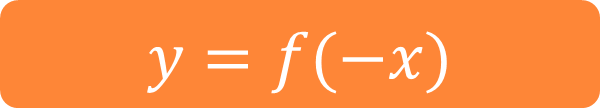 y = f(−x)